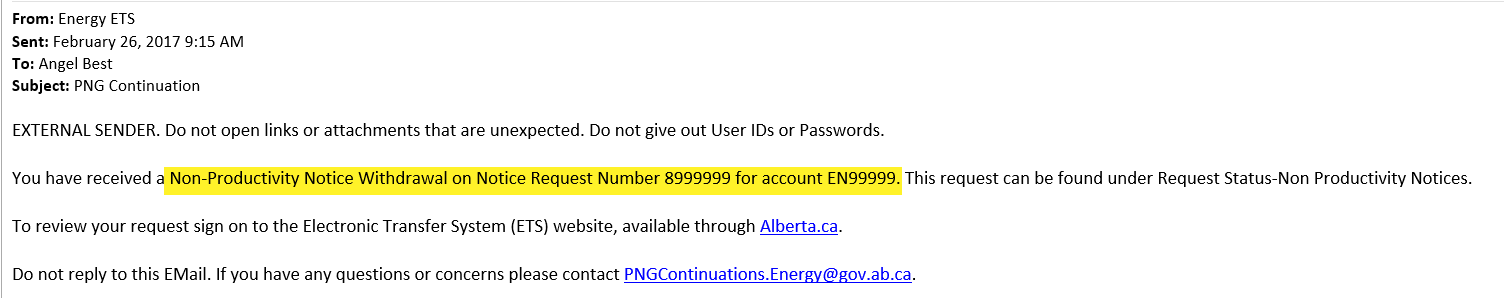 From: Energy ETS
Sent: February 26, 2017 9:15 AM
To: Angel Best
Subject: PNG Continuation
EXTERNAL SENDER. Do not open links or attachments that are unexpected. Do not give out User IDs or Passwords.
You have received a Non-Productivity Notice Withdrawal on Notice Request Number 8999999 for account EN99999. This request can be found under Request Status-Non Productivity Notices.
To review your request sign on to the Electronic Transfer System (ETS) website, available through Alberta.ca.
Do not reply to this EMail. If you have any questions or concerns please contact PNGContinuations.Energy@gov.ab.ca.